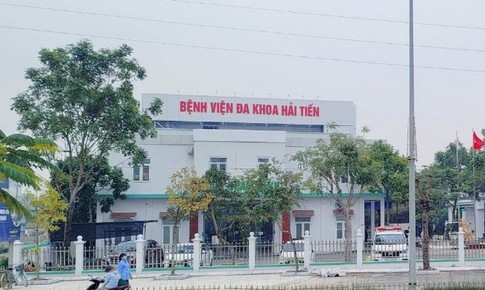 BỆNH VIỆN ĐA KHOA HẢI TIẾN